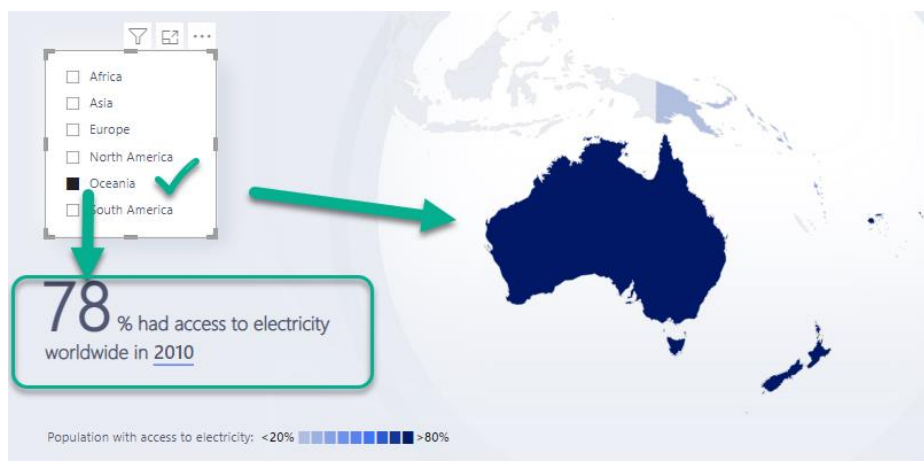 Africa
Asia
Europe
North America
Oceania
South America
78 % had access to electricity
worldwide in 2010
Population with access to electricity: <20% >80%